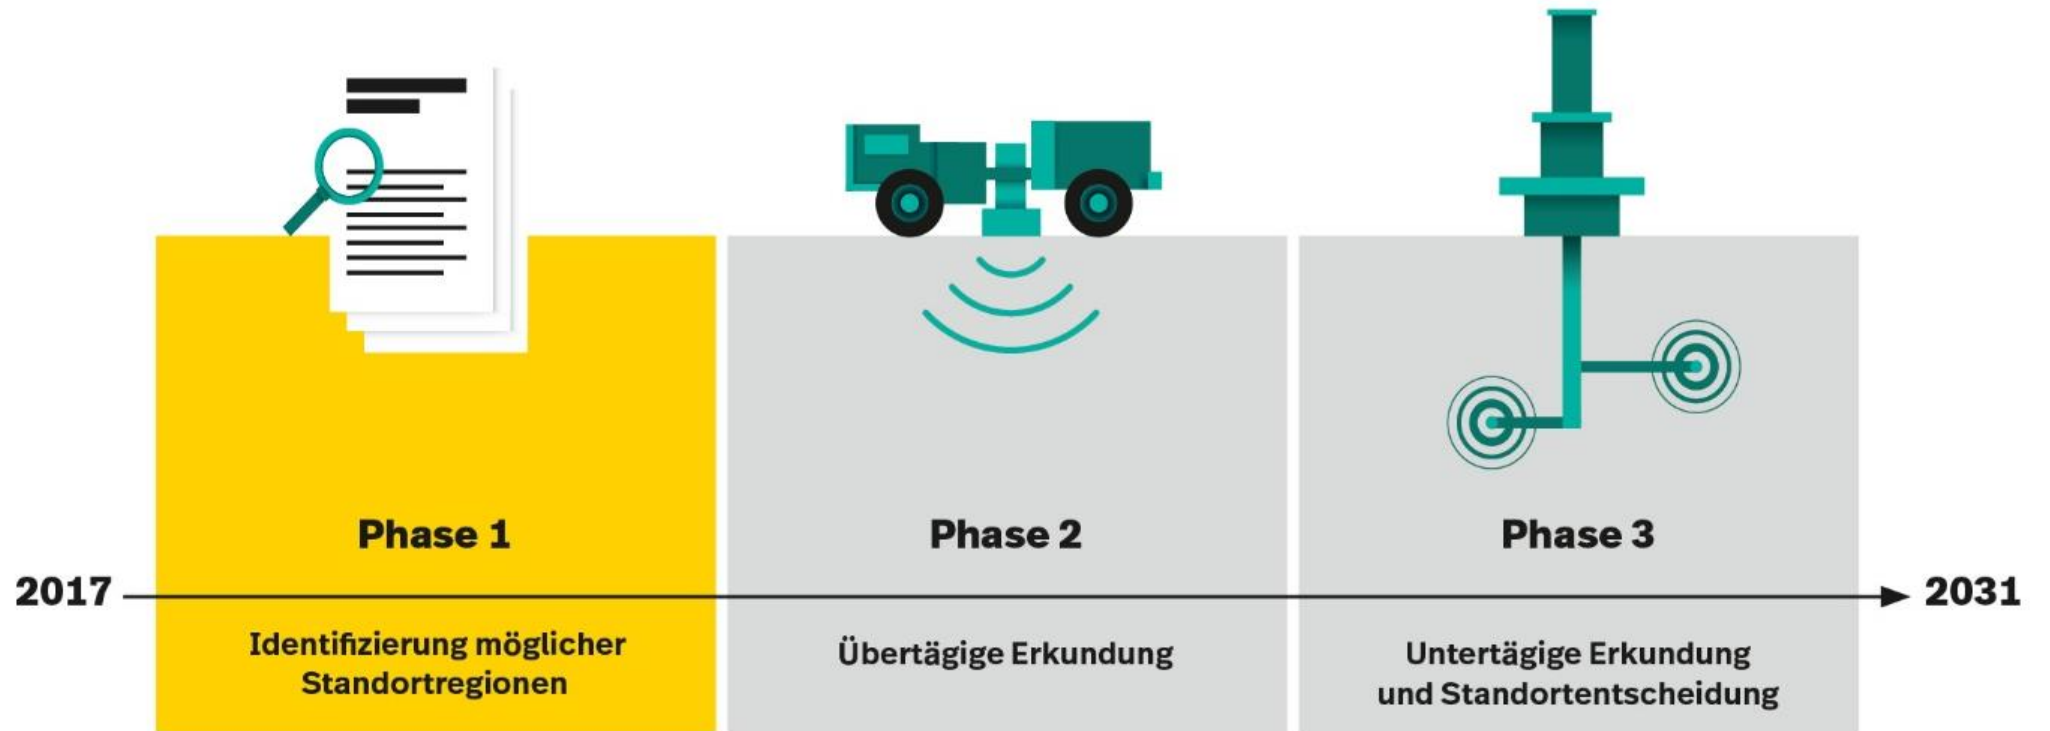 Phase 1
Phase 2
Phase 3
2017
2031
Identifizierung möglicher
Standortregionen
Übertägige Erkundung
Untertägige Erkundung
und Standortentscheidung